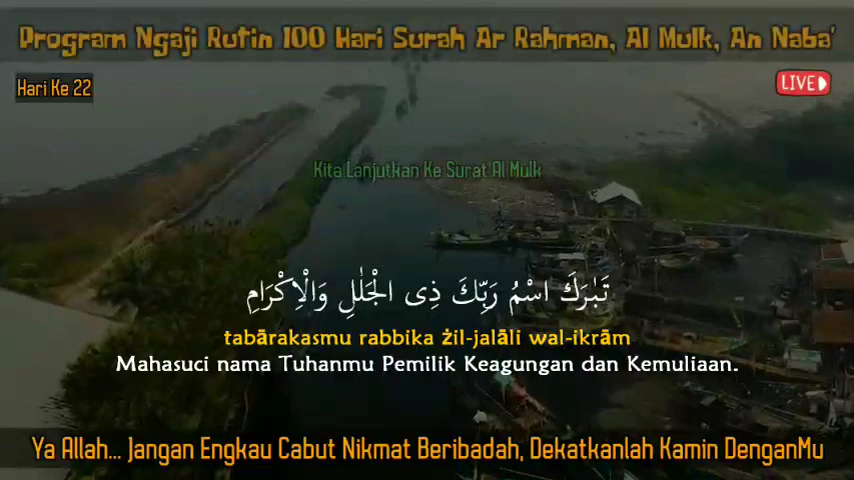 Program Ngaji Rutin 100 Hari Surah Ar Rahman, Al Mulk, An Naba'
Hari Ke 22
LIVE
Kita Lanjutkan Ke Surat Al Mulk
تَبٰرَكَ اسْمُ رَبِّكَ ذِى الْجَلٰلِ وَالْاِكْرَامِ
tabārakasmu rabbika żil-jalāli wal-ikrām
Mahasuci nama Tuhanmu Pemilik Keagungan dan Kemuliaan.
Ya Allah... Jangan Engkau Cabut Nikmat Beribadah, Dekatkanlah Kamin DenganMu